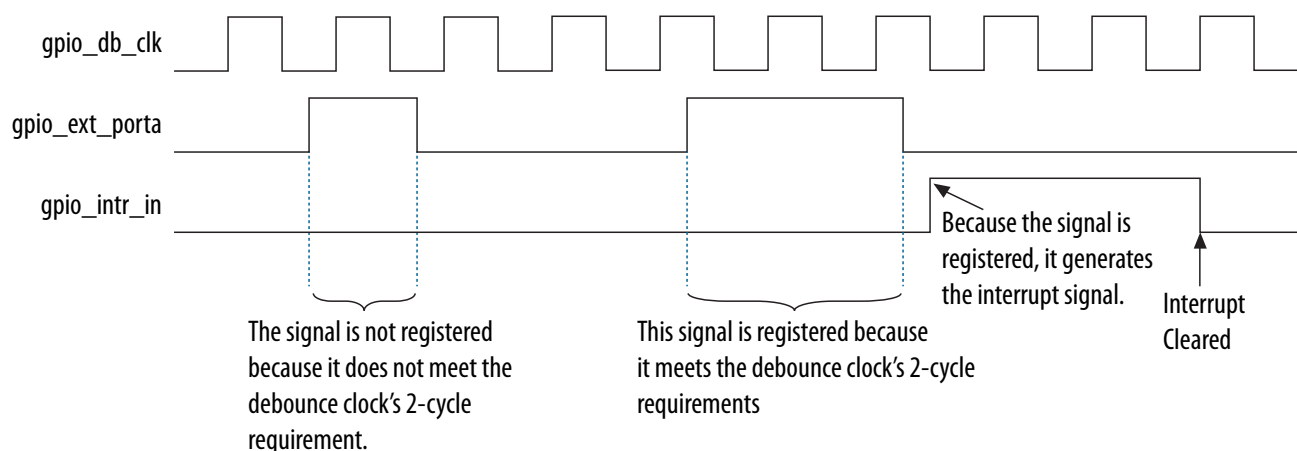 gpio_db_clk
gpio_ext_porta
gpio_intr_in
Because the signal is
registered, it generates
the interrupt signal.
Interrupt
Cleared
The signal is not registered
because it does not meet the
debounce clock's 2-cycle
requirement.
This signal is registered because
it meets the debounce clock's 2-cycle
requirements